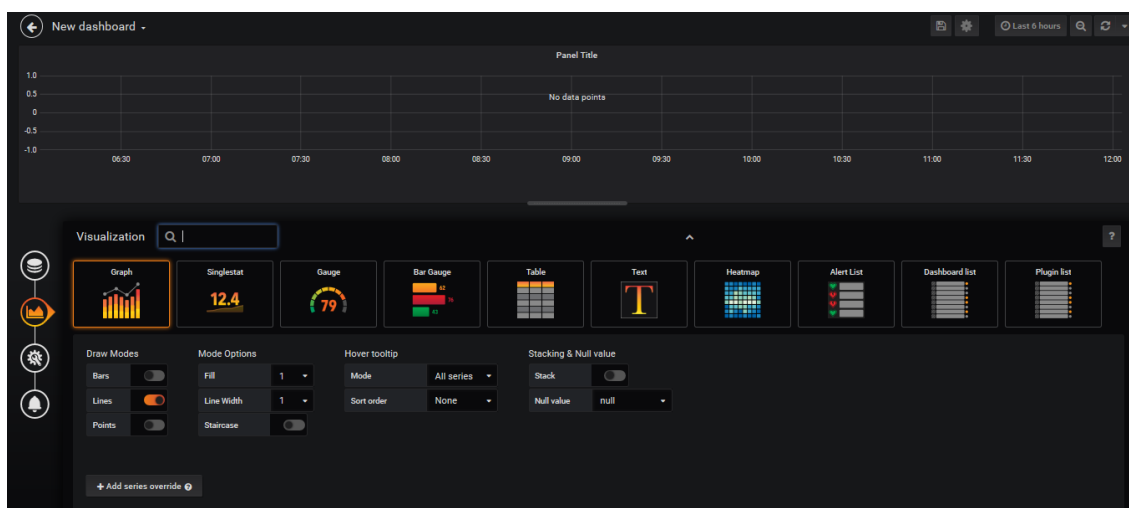 New dashboard
Last 6 hours
Panel Title
1.0
0.5
No data points
0
-0.5
-1.0
06:30 07:00 07:30 08:00 08:30 09:00 09:30 10:00 10:30 11:00 11:30 12:00
Visualization
?
Graph Singlestat Gauge Bar Gauge Table Text Heatmap Alert List Dashboard list Plugin list
12.4 79 62 76 43 T
Draw Modes Mode Options Hover tooltip Stacking & Null value
Bars Fill 1 Mode All series Stack
Lines Line Width 1 Sort order None Null value null
Points Staircase
+ Add series override ?